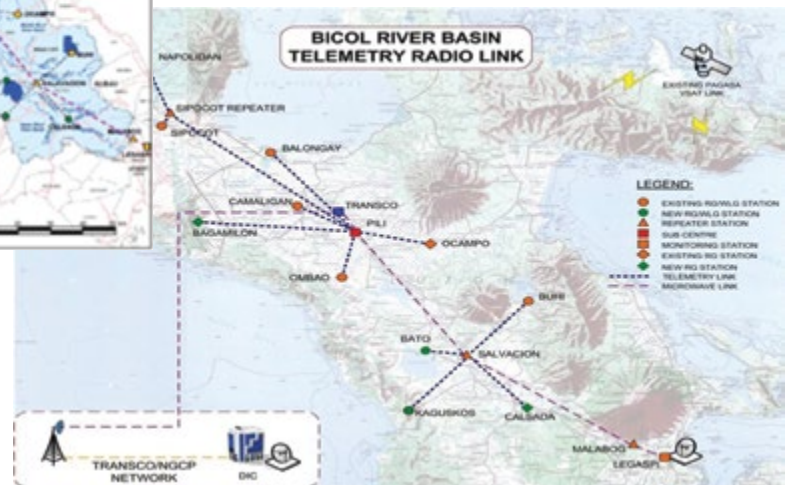 BICOL RIVER BASIN
TELEMETRY RADIO LINK
NAPOLIDAN
EXISTING PAGASA
VSAT LINK
SIPOCOT REPEATER
SIPOCOT
BALONGAY
CAMALIGAN
TRANSCO
PILI
BAGAMILON
OCAMPO
OMBAO
LEGEND:
EXISTING RG/WLG STATION
NEW RG/WLG STATION
REPEATER STATION
SUB CENTRE
MONITORING STATION
EXISTING RG STATION
NEW RG STATION
TELEMETRY LINK
MICROWAVE LINK
BUHI
BATO
SALVACION
KAGUSKOS
CALSADA
MALABOG
LEGASPI
TRANSCO/NGCP
NETWORK
DIC